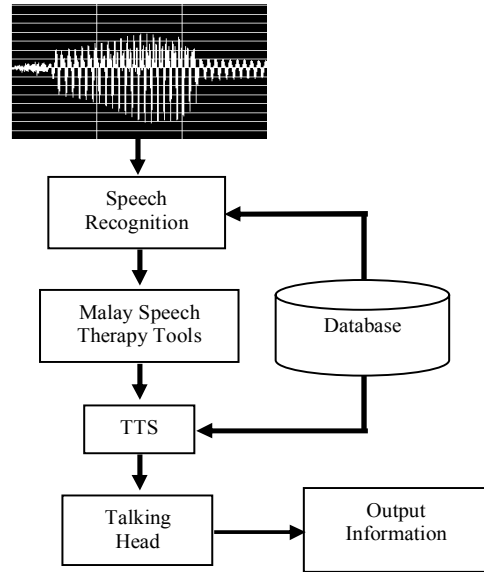 Speech
Recognition
Malay Speech
Therapy Tools
Database
TTS
Talking
Head
Output
Information